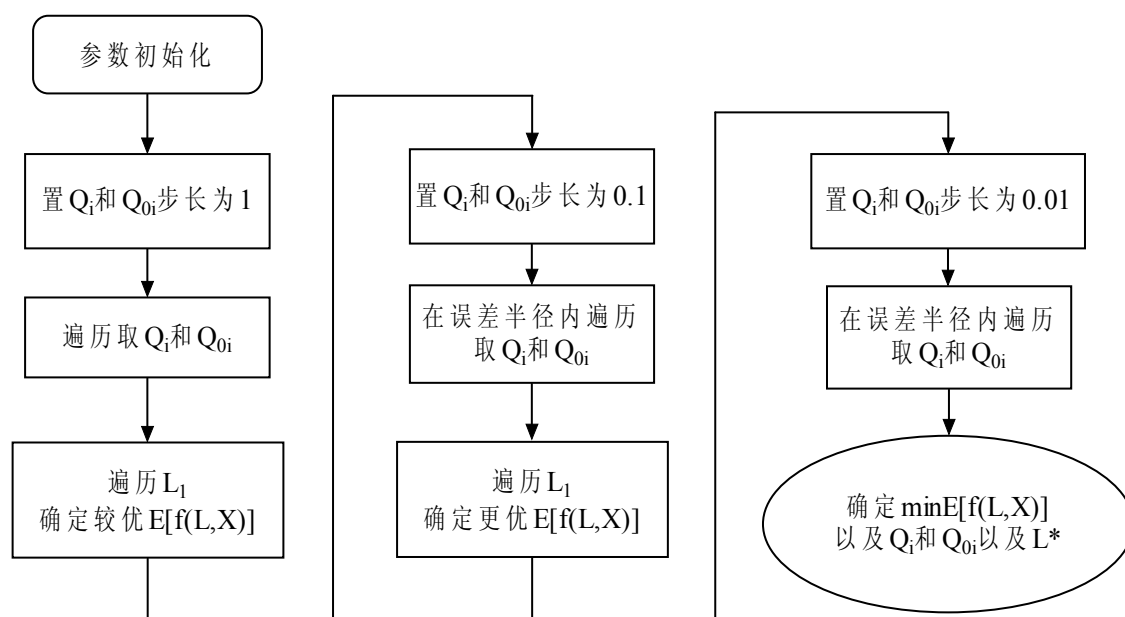 参数初始化
置Qi和Q0i步长为1
遍历取Qi和Q0i
遍历L1
确定较优E[f(L,X)]
置Qi和Q0i步长为0.1
在误差半径内遍历
取Qi和Q0i
遍历L1
确定更优E[f(L,X)]
置Qi和Q0i步长为0.01
在误差半径内遍历
取Qi和Q0i
确定minE[f(L,X)]
以及Qi和Q0i以及L*